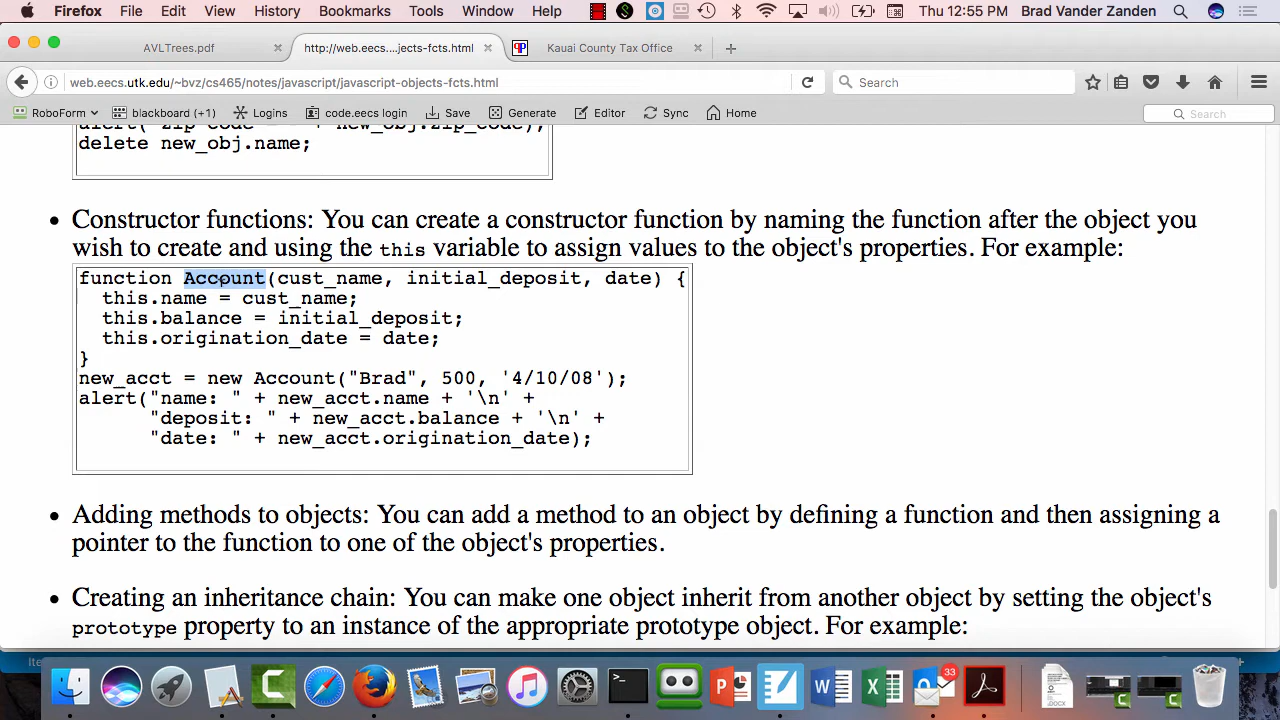 Firefox File Edit View History Bookmarks Tools Window Help Thu 12:55 PM Brad Vander Zanden
AVLTrees.pdf × http://web.eecs....jects-fcts.html × Kauai County Tax Office × +
web.eecs.utk.edu/~bvz/cs465/notes/javascript/javascript-objects-fcts.html Search
RoboForm blackboard (+1) Logins code.eecs login Save Generate Editor Sync Home Search
alert("zip code = " + new_obj.zip_code);
delete new_obj.name;
• Constructor functions: You can create a constructor function by naming the function after the object you
wish to create and using the this variable to assign values to the object's properties. For example:
function Account(cust_name, initial_deposit, date) {
this.name = cust_name;
this.balance = initial_deposit;
this.origination_date = date;
}
new_acct = new Account("Brad", 500, '4/10/08');
alert("name: " + new_acct.name + '\n' +
"deposit: " + new_acct.balance + '\n' +
"date: " + new_acct.origination_date);
• Adding methods to objects: You can add a method to an object by defining a function and then assigning a
pointer to the function to one of the object's properties.
• Creating an inheritance chain: You can make one object inherit from another object by setting the object's
prototype property to an instance of the appropriate prototype object. For example:
Ite
33